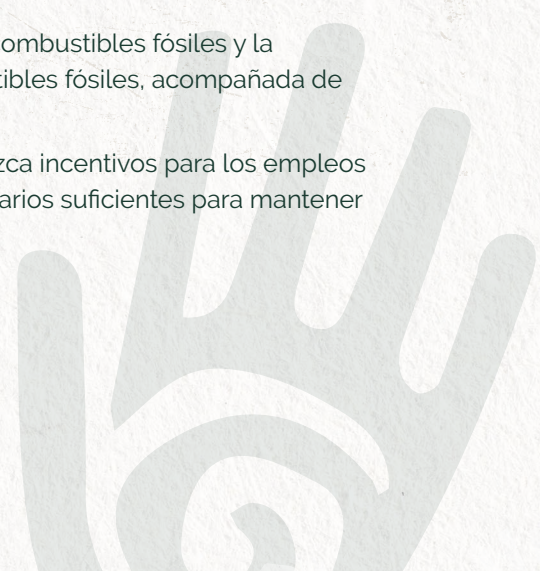 ombustibles fósiles y la
tibles fósiles, acompañada de
zca incentivos para los empleos
arios suficientes para mantener